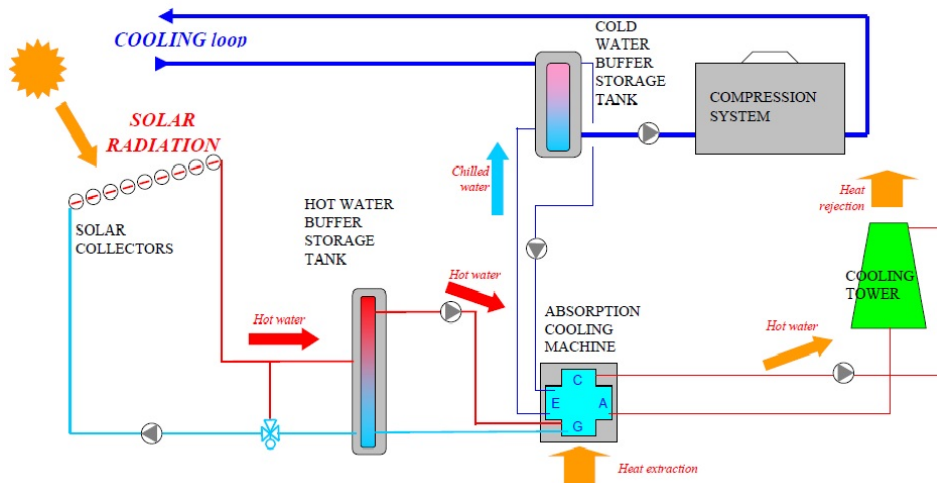 COOLING loop
COLD
WATER
BUFFER
STORAGE
TANK
COMPRESSION
SYSTEM
SOLAR
RADIATION
Chilled
water
Heat
rejection
SOLAR
COLLECTORS
HOT WATER
BUFFER
STORAGE
TANK
Hot water
Hot water
COOLING
TOWER
ABSORPTION
COOLING
MACHINE
Hot water
C
E
A
G
Heat extraction